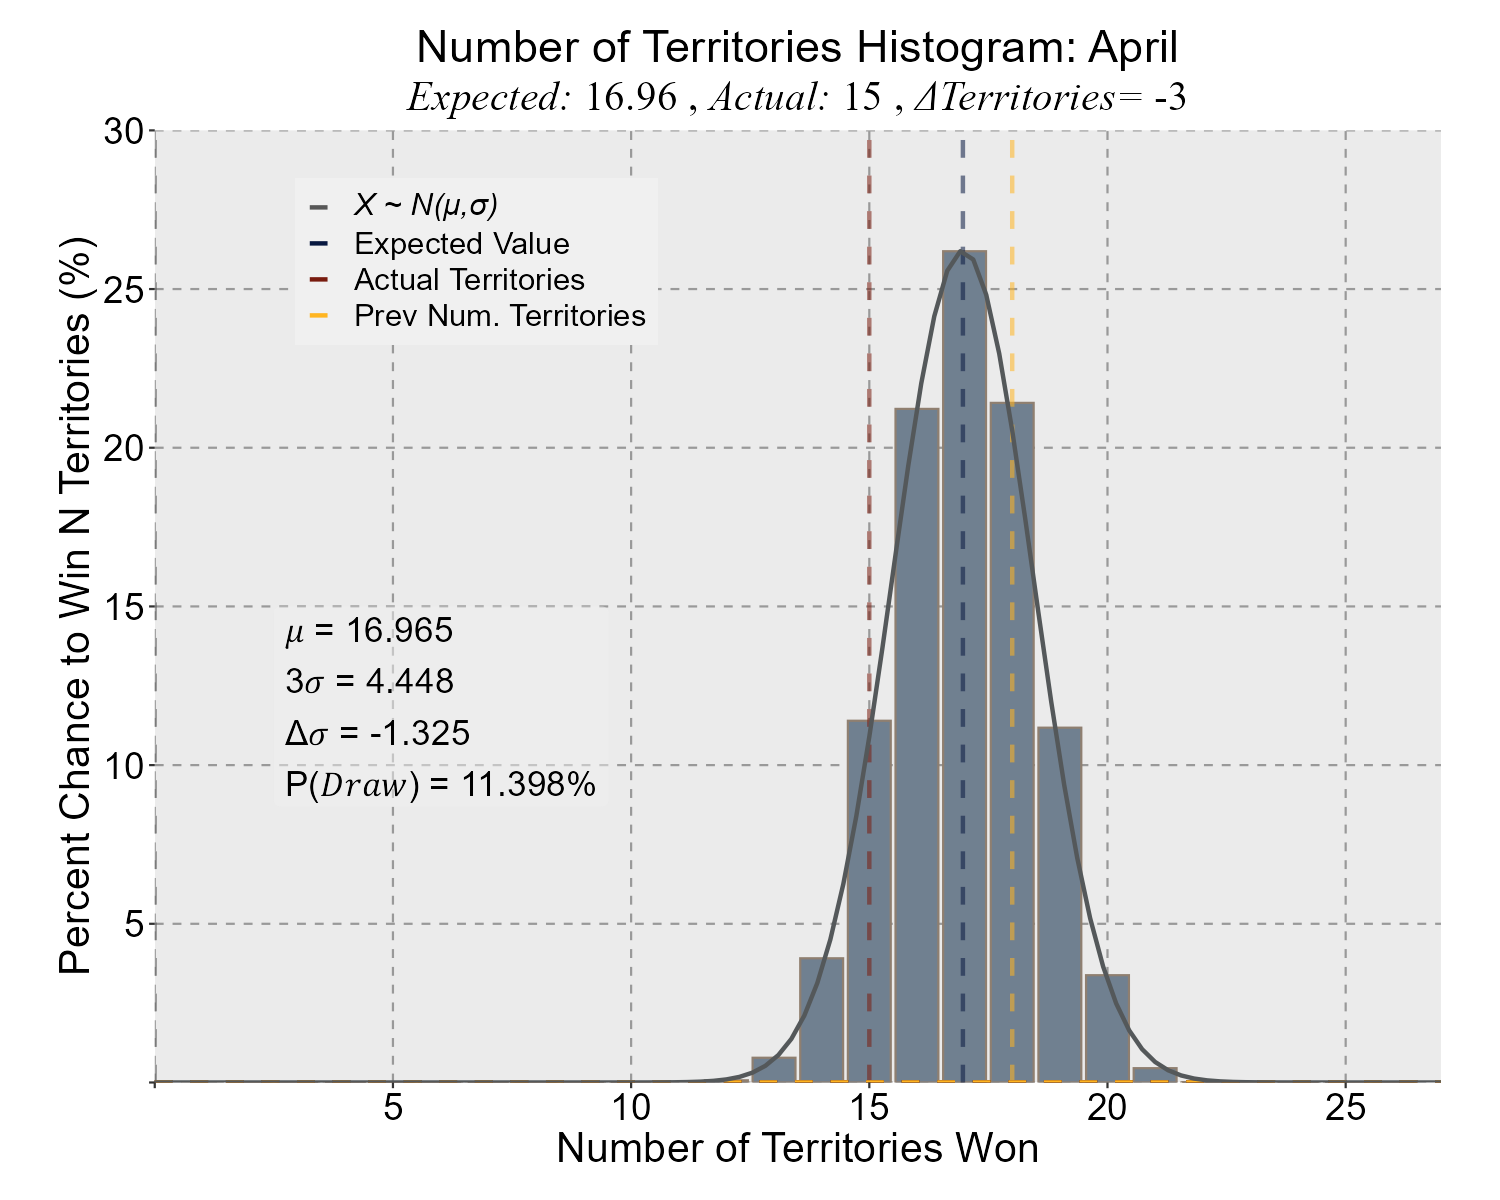 Number of Territories Histogram: April
Expected: 16.96 , Actual: 15 , ΔTerritories= -3
Percent Chance to Win N Territories (%)
30
25
20
15
10
5
X ~ N(μ,σ)
Expected Value
Actual Territories
Prev Num. Territories
μ = 16.965
3σ = 4.448
Δσ = -1.325
P(Draw) = 11.398%
5 10 15 20 25
Number of Territories Won